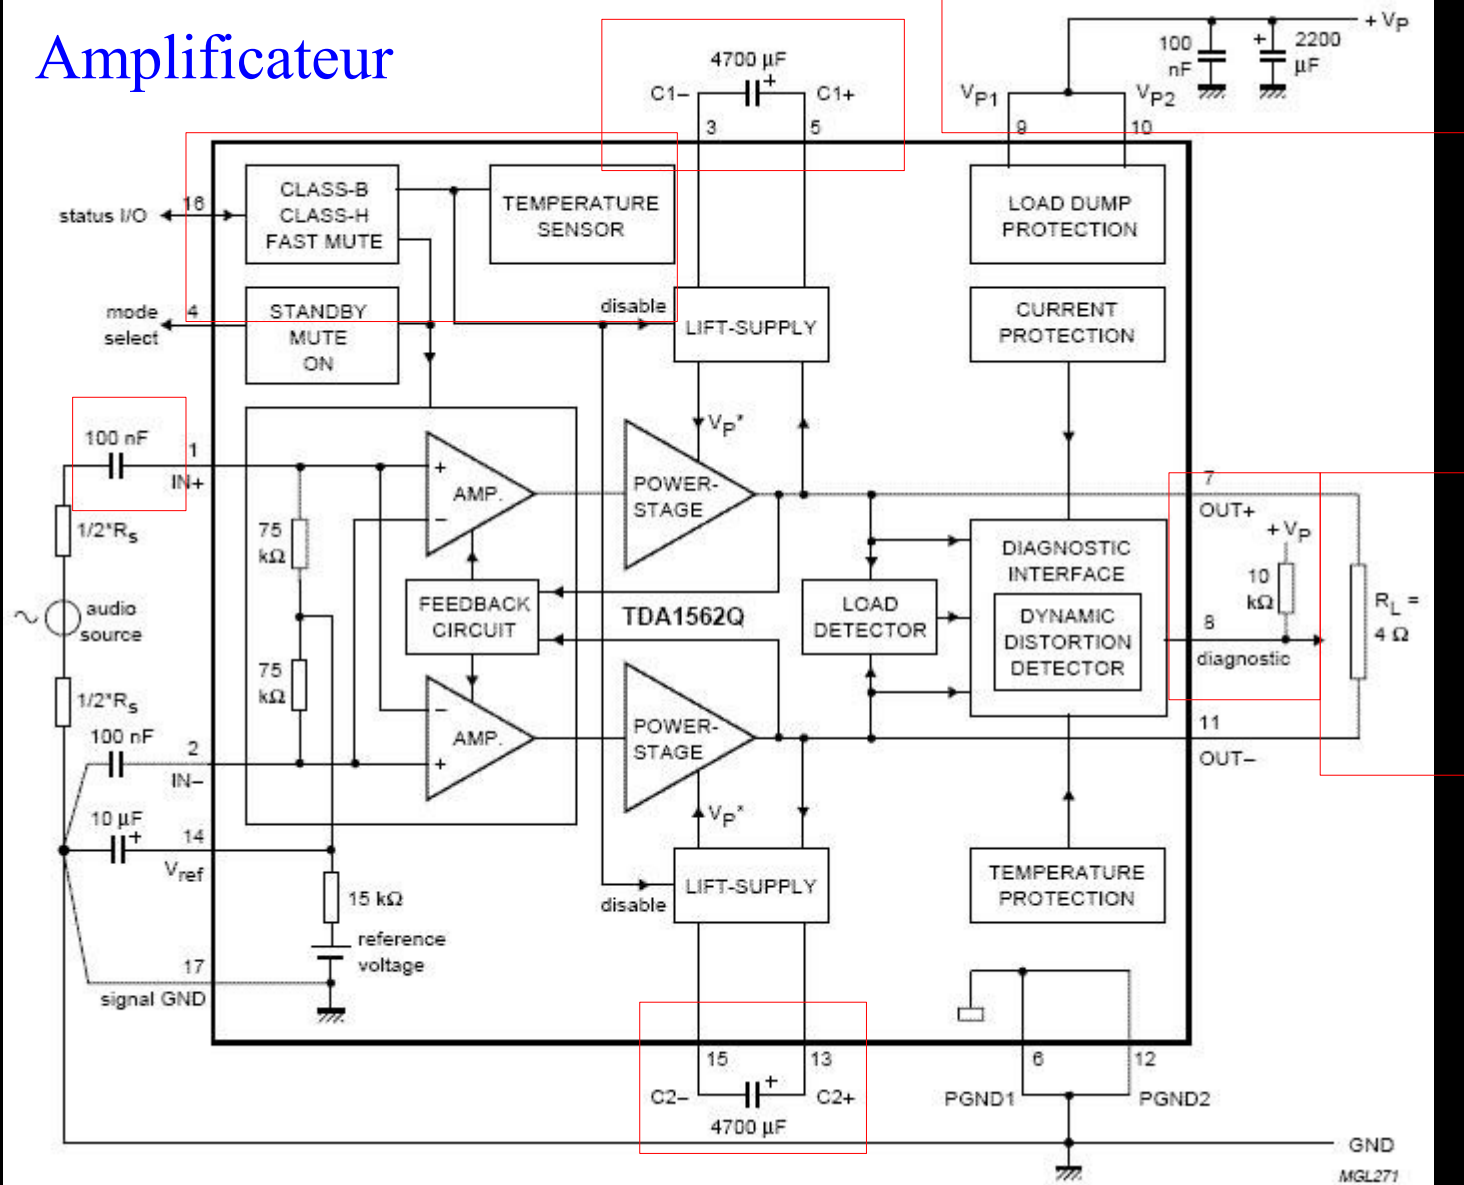 Amplificateur
4700 μF
+
C1–
C1+
3
5
+ VP
100
nF
+
2200
μF
VP1
VP2
9
10
CLASS-B
CLASS-H
FAST MUTE
TEMPERATURE
SENSOR
LOAD DUMP
PROTECTION
status I/O
16
mode
select
4
STANDBY
MUTE
ON
disable
LIFT-SUPPLY
CURRENT
PROTECTION
VP*
100 nF
1
IN+
+
AMP.
–
POWER-
STAGE
7
OUT+
+ VP
1/2*Rs
75
kΩ
DIAGNOSTIC
INTERFACE
10
kΩ
FEEDBACK
CIRCUIT
TDA1562Q
LOAD
DETECTOR
DYNAMIC
DISTORTION
DETECTOR
8
diagnostic
RL =
4 Ω
~
audio
source
75
kΩ
1/2*Rs
100 nF
2
IN–
–
AMP.
+
POWER-
STAGE
11
OUT–
10 μF
+
14
Vref
VP*
15 kΩ
LIFT-SUPPLY
disable
TEMPERATURE
PROTECTION
reference
voltage
17
signal GND
15
13
6
12
C2–
+
C2+
4700 μF
PGND1
PGND2
GND
MGL271